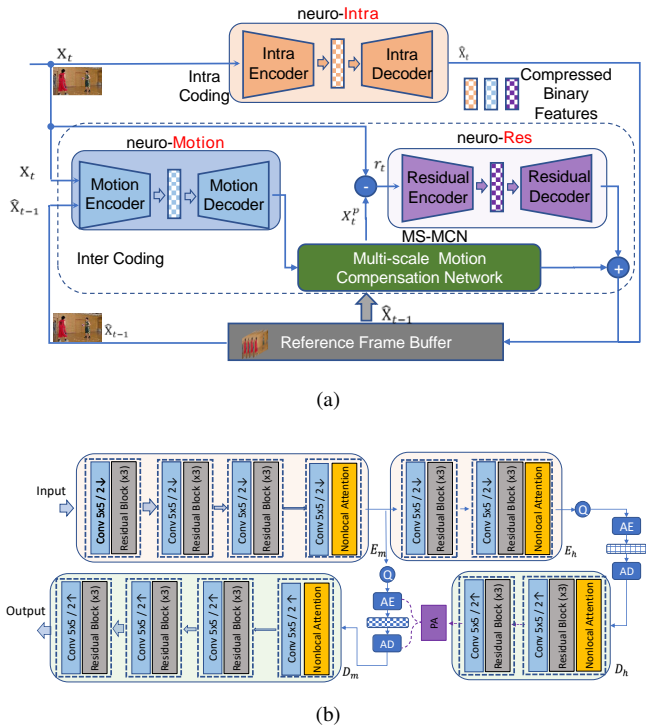 neuro-Intra
X_t
Intra
Encoder
Intra
Decoder
X̂_t
Intra
Coding
Compressed
Binary
Features
neuro-Motion
neuro-Res
X_t
Motion
Encoder
Motion
Decoder
X̂_{t-1}
-
r_t
Residual
Encoder
Residual
Decoder
X_t^p
MS-MCN
Inter Coding
Multi-scale Motion
Compensation Network
+
X̂_{t-1}
X̂_{t-1}
Reference Frame Buffer
(a)
Input
Conv 5x5 / 2↓
Residual Block (x3)
Conv 5x5 / 2↓
Residual Block (x3)
Conv 5x5 / 2↓
Residual Block (x3)
Conv 5x5 / 2↓
Nonlocal Attention
E_m
Conv 5x5 / 2↓
Residual Block (x3)
Conv 5x5 / 2↓
Residual Block (x3)
Nonlocal Attention
E_h
Q
AE
AD
Q
AE
AD
PA
Output
Conv 5x5 / 2↑
Residual Block (x3)
Conv 5x5 / 2↑
Residual Block (x3)
Conv 5x5 / 2↑
Residual Block (x3)
Conv 5x5 / 2↑
Nonlocal Attention
D_m
Conv 5x5 / 2↑
Residual Block (x3)
Conv 5x5 / 2↑
Residual Block (x3)
Nonlocal Attention
D_h
(b)